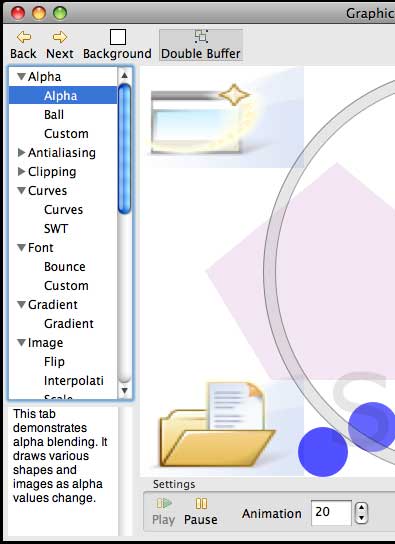 Graphic
Back Next Background Double Buffer
Alpha
Alpha
Ball
Custom
Antialiasing
Clipping
Curves
Curves
SWT
Font
Bounce
Custom
Gradient
Gradient
Image
Flip
Interpolati
Scale
This tab
demonstrates
alpha blending. It
draws various
shapes and
images as alpha
values change.
S
Settings
Play Pause Animation 20